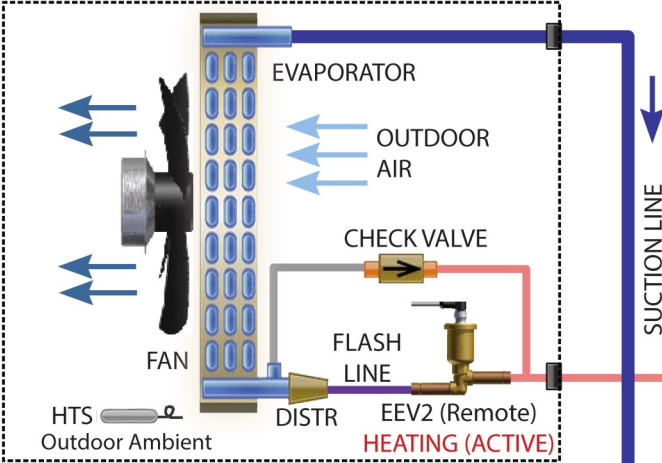 EVAPORATOR
OUTDOOR
AIR
SUCTION LINE
CHECK VALVE
FLASH
LINE
FAN
HTS
Outdoor Ambient
DISTR
EEV2 (Remote)
HEATING (ACTIVE)